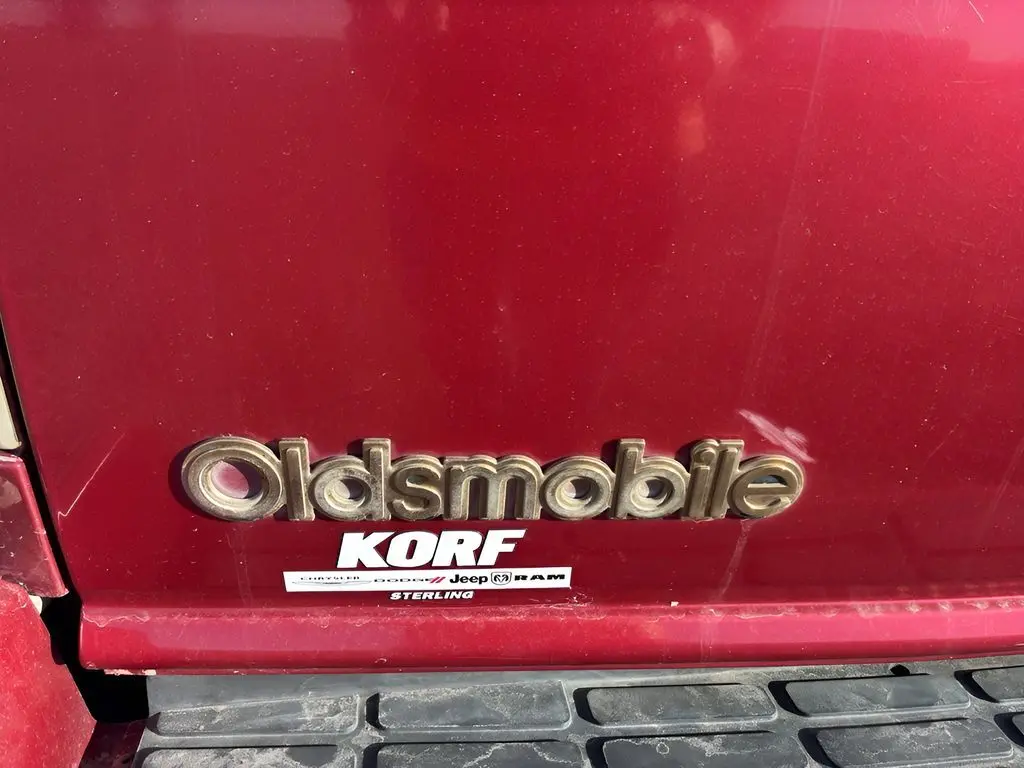 Oldsmobile
KORF
CHRYSLER DODGE Jeep RAM
STERLING